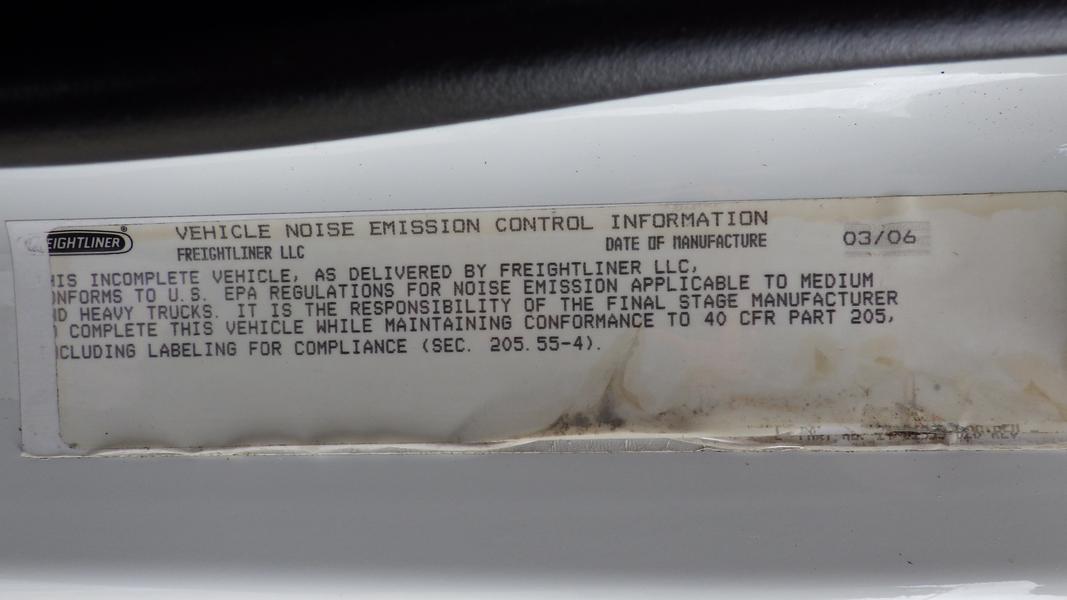 EIGHTLINER®
VEHICLE NOISE EMISSION CONTROL INFORMATION
FREIGHTLINER LLC DATE OF MANUFACTURE 03/06
HIS INCOMPLETE VEHICLE, AS DELIVERED BY FREIGHTLINER LLC,
NFORMS TO U.S. EPA REGULATIONS FOR NOISE EMISSION APPLICABLE TO MEDIUM
D HEAVY TRUCKS. IT IS THE RESPONSIBILITY OF THE FINAL STAGE MANUFACTURER
COMPLETE THIS VEHICLE WHILE MAINTAINING CONFORMANCE TO 40 CFR PART 205,
CLUDING LABELING FOR COMPLIANCE (SEC. 205.55-4).